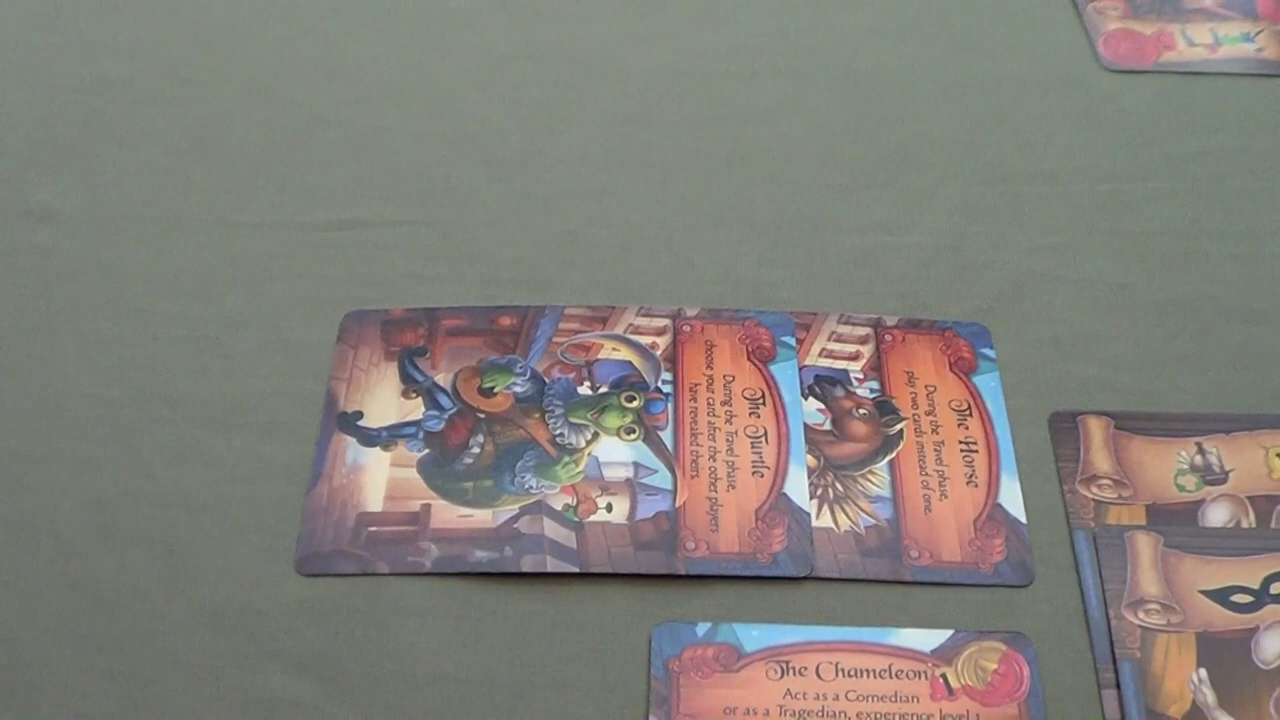 The Turtle
During the Travel phase,
choose your card after the other players
have revealed theirs.
The Horse
During the Travel phase,
play two cards instead of one.
The Chameleon
1
Act as a Comedian
or as a Tragedian, experience level 1